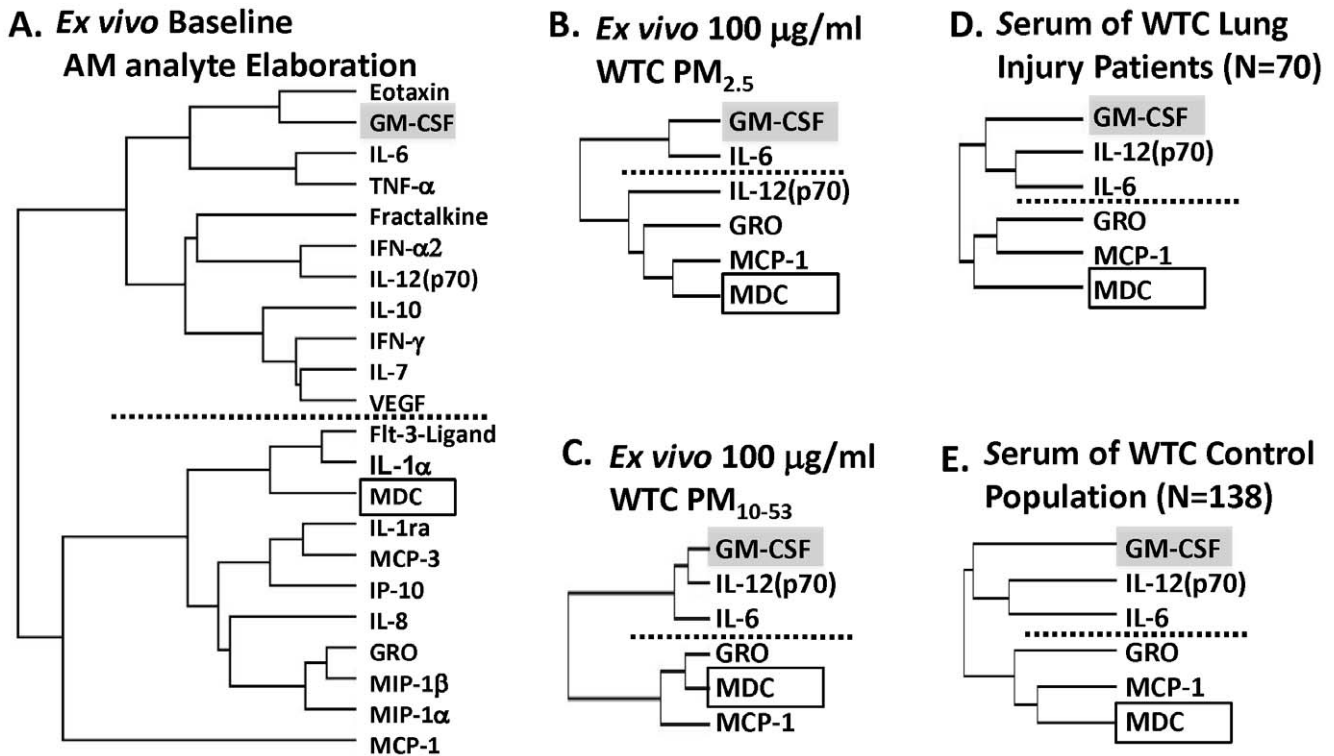 A. Ex vivo Baseline
AM analyte Elaboration
Eotaxin
GM-CSF
IL-6
TNF-α
Fractalkine
IFN-α2
IL-12(p70)
IL-10
IFN-γ
IL-7
VEGF
Flt-3-Ligand
IL-1α
MDC
IL-1ra
MCP-3
IP-10
IL-8
GRO
MIP-1β
MIP-1α
MCP-1
B. Ex vivo 100 μg/ml
WTC PM2.5
GM-CSF
IL-6
IL-12(p70)
GRO
MCP-1
MDC
C. Ex vivo 100 μg/ml
WTC PM10-53
GM-CSF
IL-12(p70)
IL-6
GRO
MDC
MCP-1
D. Serum of WTC Lung
Injury Patients (N=70)
GM-CSF
IL-12(p70)
IL-6
GRO
MCP-1
MDC
E. Serum of WTC Control
Population (N=138)
GM-CSF
IL-12(p70)
IL-6
GRO
MCP-1
MDC